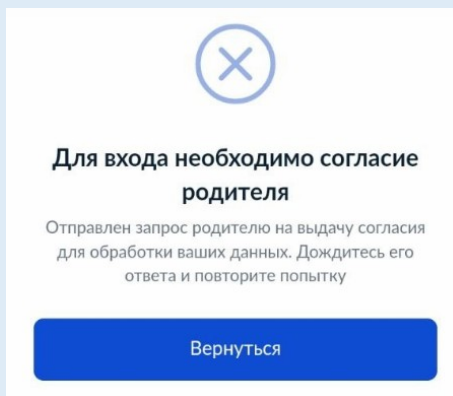 Для входа необходимо согласие
родителя
Отправлен запрос родителю на выдачу согласия
для обработки ваших данных. Дождитесь его
ответа и повторите попытку
Вернуться